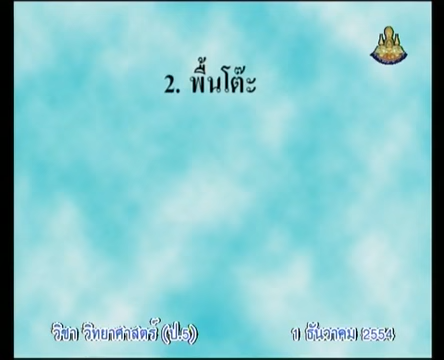 2. พื้นโต๊ะ
วิชา วิทยาศาสตร์ (ป.5) 1 ธันวาคม 2554